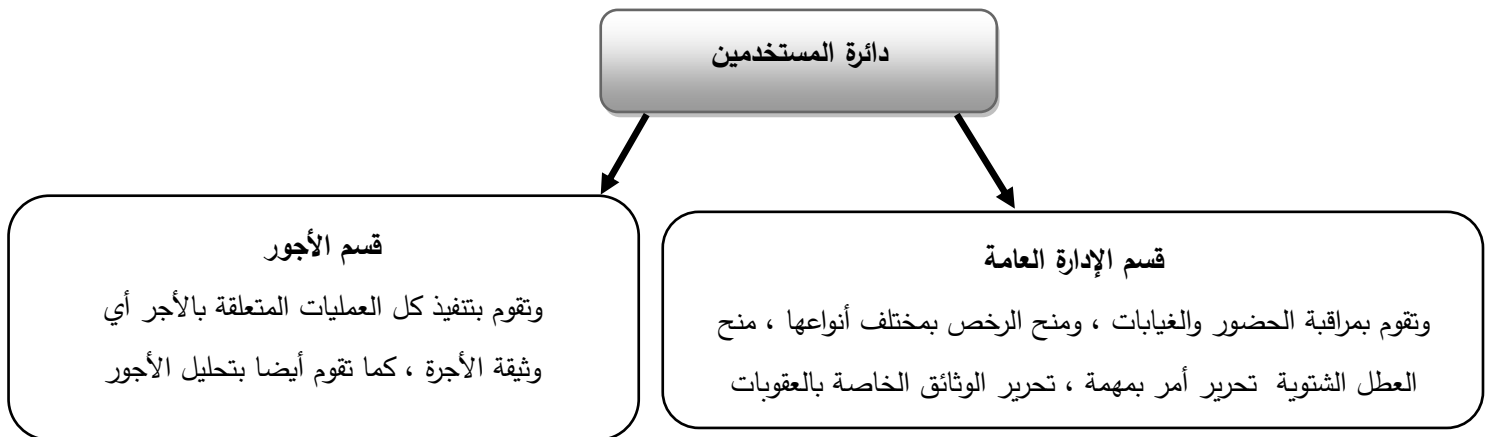 دائرة المستخدمين
قسم الإدارة العامة
وتقوم بمراقبة الحضور والغيابات ، ومنح الرخص بمختلف أنواعها ، منح
العطل الشتوية تحرير أمر بمهمة ، تحرير الوثائق الخاصة بالعقوبات
قسم الأجور
وتقوم بتنفيذ كل العمليات المتعلقة بالأجر أي
وثيقة الأجرة ، كما تقوم أيضا بتحليل الأجور